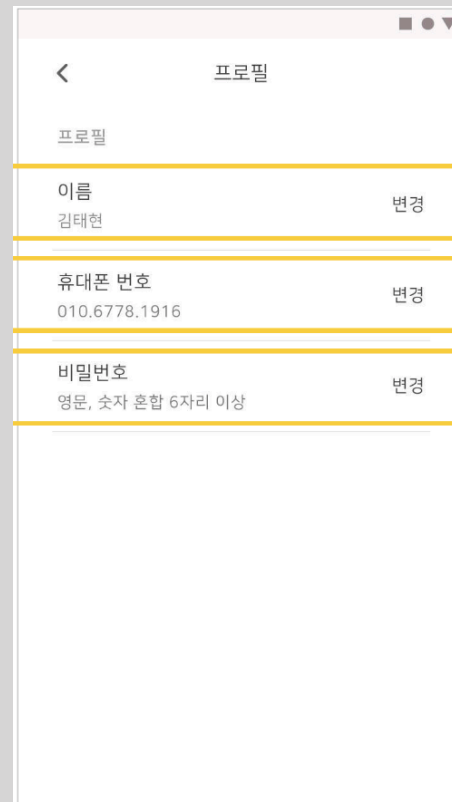 프로필
프로필
이름
김태현
변경
휴대폰 번호
010.6778.1916
변경
비밀번호
영문, 숫자 혼합 6자리 이상
변경